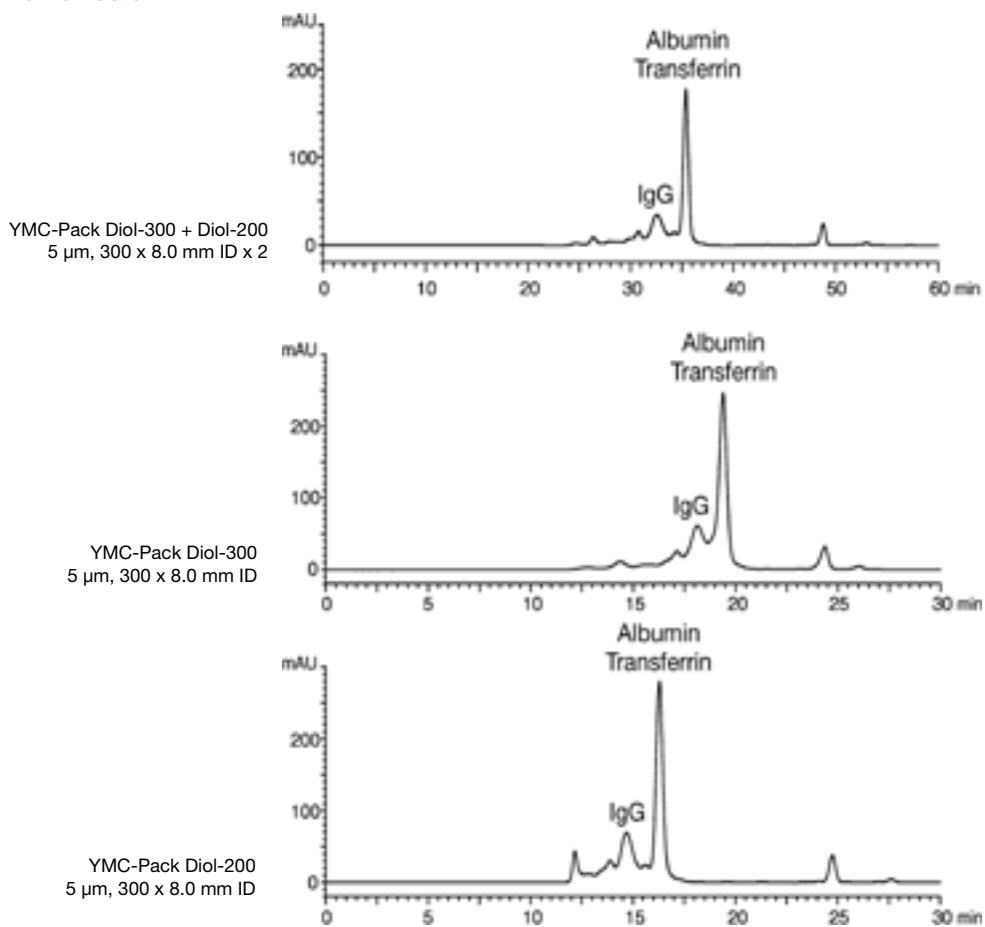 mAU
200
100
0
Albumin
Transferrin
IgG
YMC-Pack Diol-300 + Diol-200
5 µm, 300 x 8.0 mm ID x 2
0 10 20 30 40 50 60 min
mAU
200
100
0
Albumin
Transferrin
IgG
YMC-Pack Diol-300
5 µm, 300 x 8.0 mm ID
0 5 10 15 20 25 30 min
mAU
200
100
0
Albumin
Transferrin
IgG
YMC-Pack Diol-200
5 µm, 300 x 8.0 mm ID
0 5 10 15 20 25 30 min